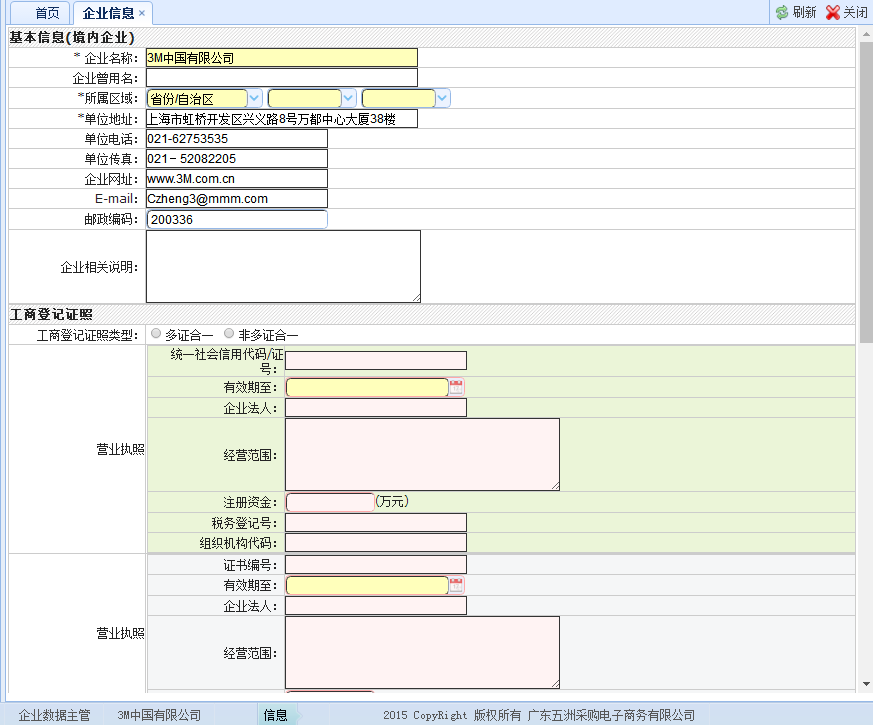 首页 企业信息 × 刷新 关闭
基本信息(境内企业)
* 企业名称： 3M中国有限公司
企业曾用名：
*所属区域： 省份/自治区
*单位地址： 上海市虹桥开发区兴义路8号万都中心大厦38楼
单位电话： 021-62753535
单位传真： 021－52082205
企业网址： www.3M.com.cn
E-mail： Czheng3@mmm.com
邮政编码： 200336
企业相关说明：
工商登记证照
工商登记证照类型： 多证合一 非多证合一
统一社会信用代码/证
号：
有效期至：
企业法人：
营业执照
经营范围：
注册资金： (万元)
税务登记号：
组织机构代码：
证书编号：
有效期至：
企业法人：
营业执照
经营范围：
企业数据主管 3M中国有限公司 信息 2015 CopyRight 版权所有 广东五洲采购电子商务有限公司